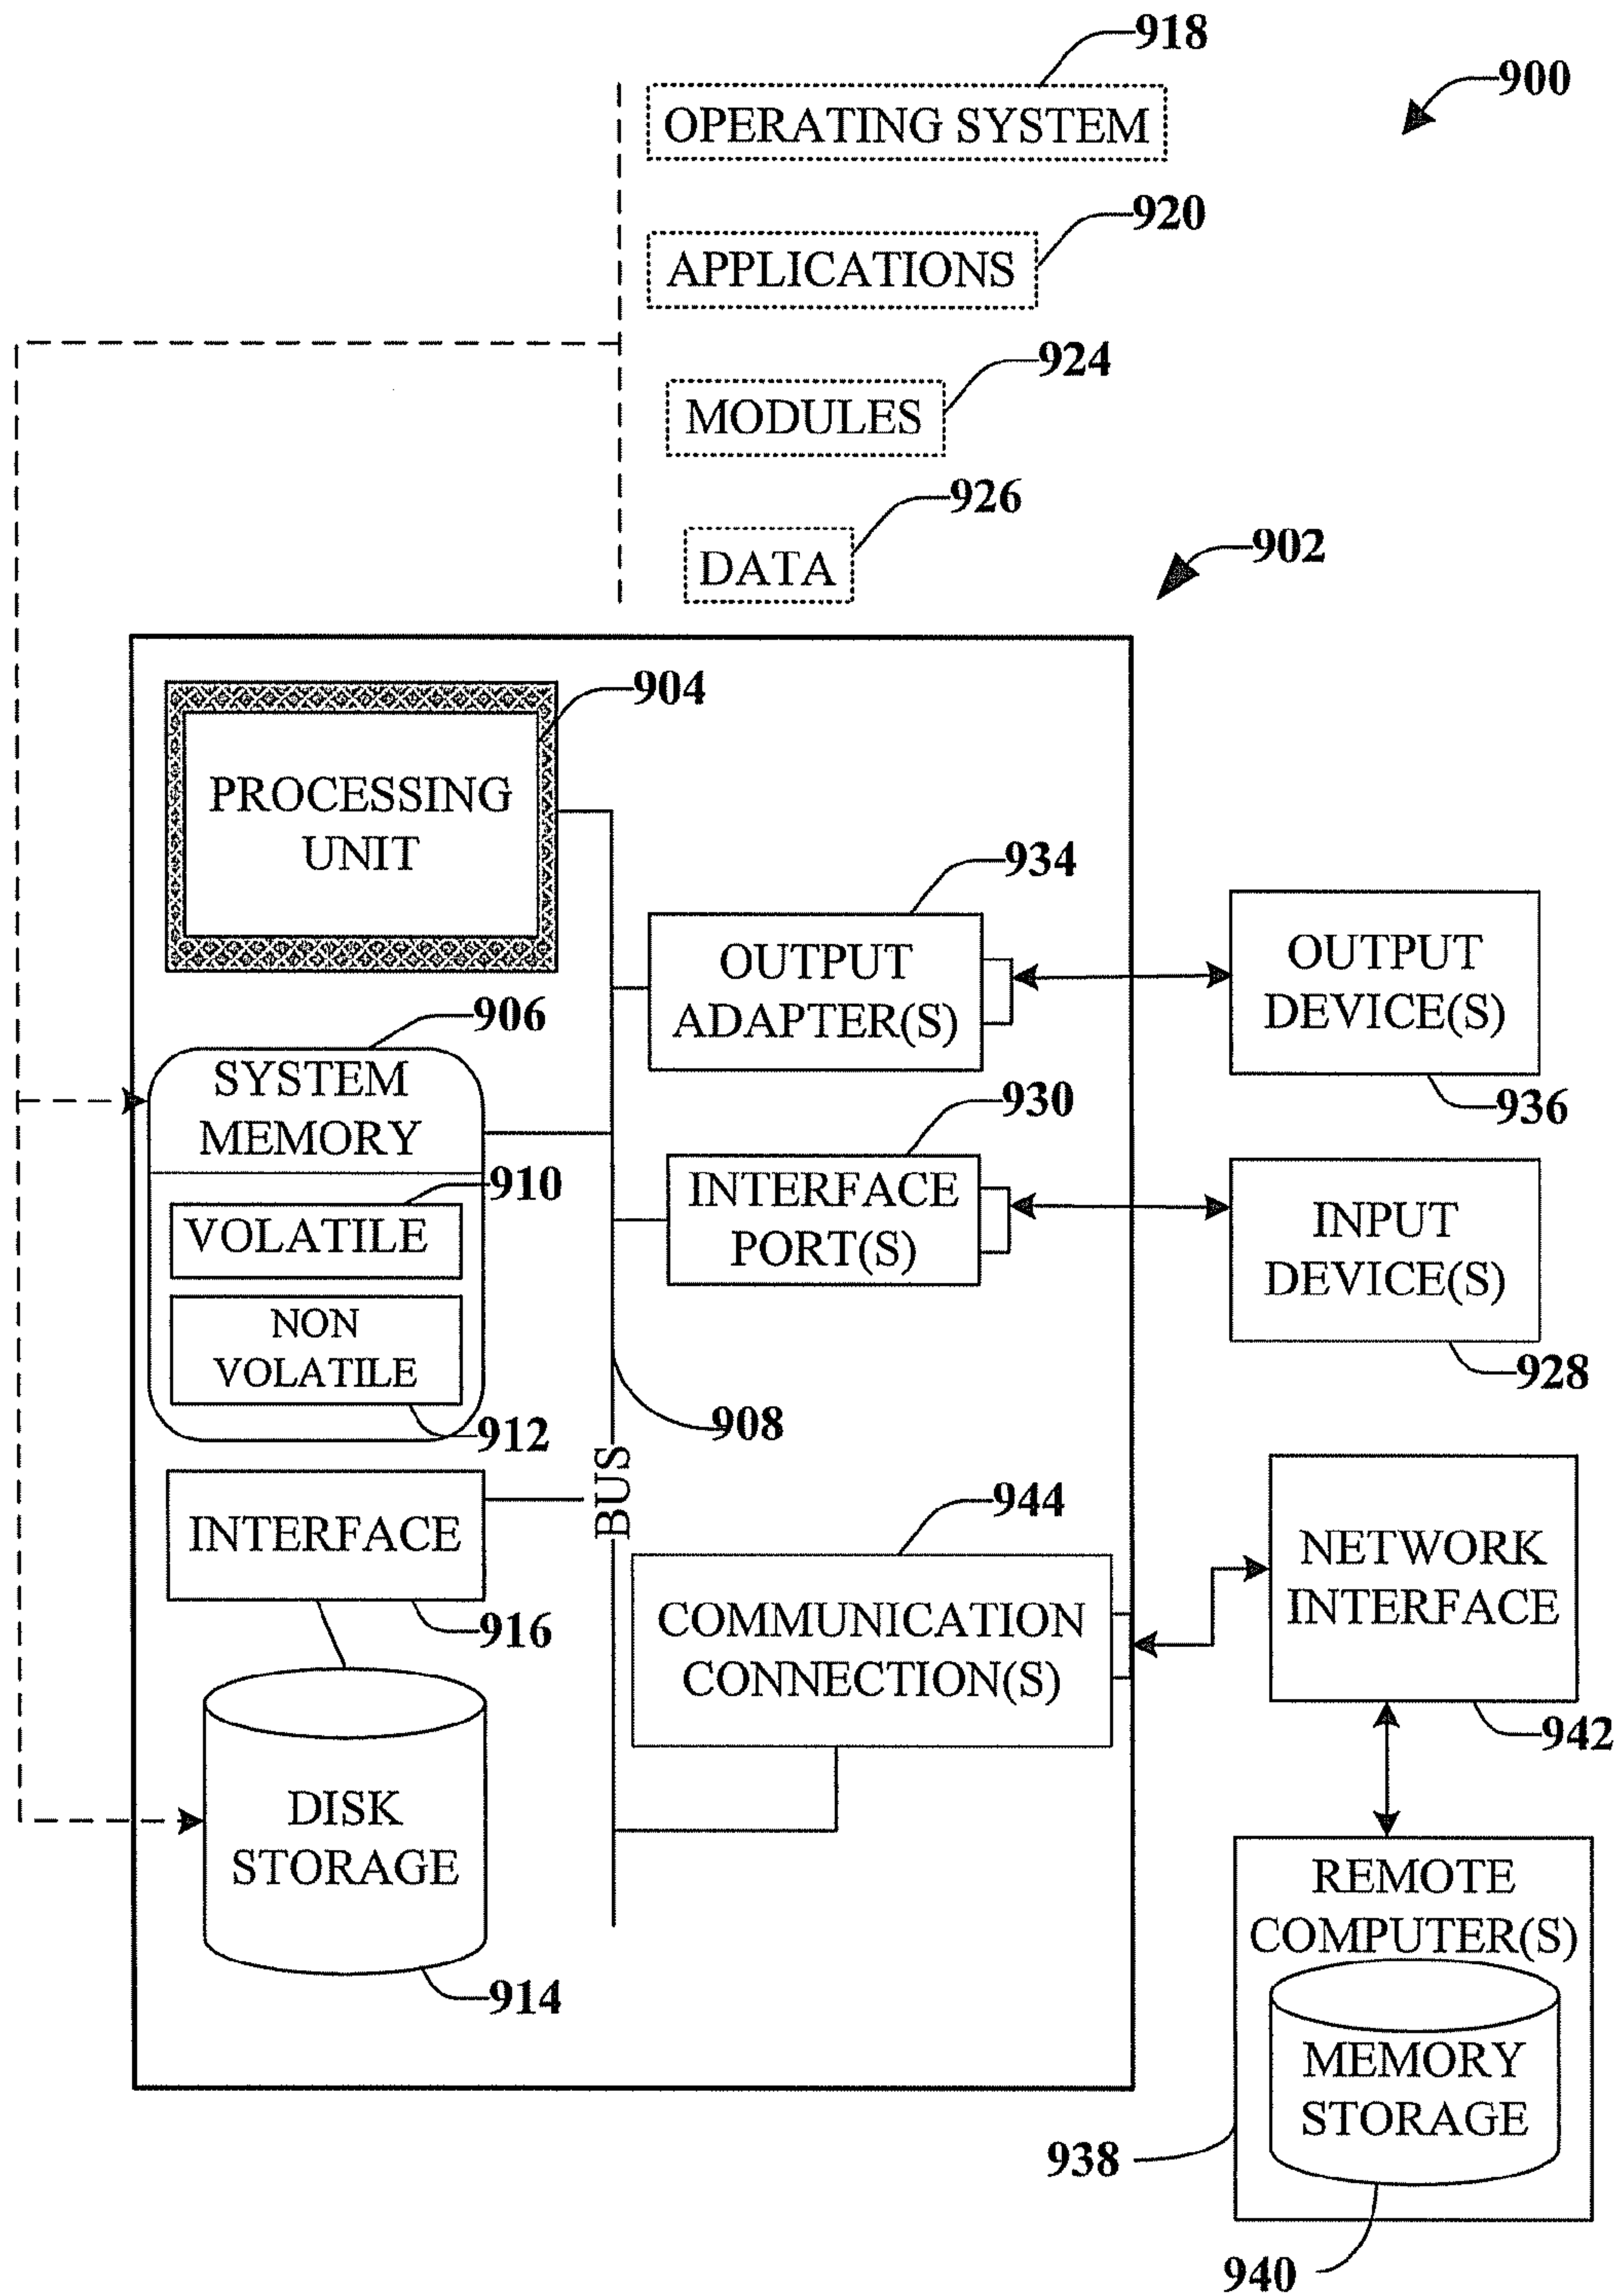 918
900
OPERATING SYSTEM
920
APPLICATIONS
924
MODULES
926
DATA
902
904
PROCESSING
UNIT
934
OUTPUT
ADAPTER(S)
OUTPUT
DEVICE(S)
936
906
SYSTEM
MEMORY
910
VOLATILE
NON
VOLATILE
912
930
INTERFACE
PORT(S)
INPUT
DEVICE(S)
928
908
BUS
INTERFACE
916
944
COMMUNICATION
CONNECTION(S)
NETWORK
INTERFACE
942
DISK
STORAGE
914
REMOTE
COMPUTER(S)
MEMORY
STORAGE
938
940